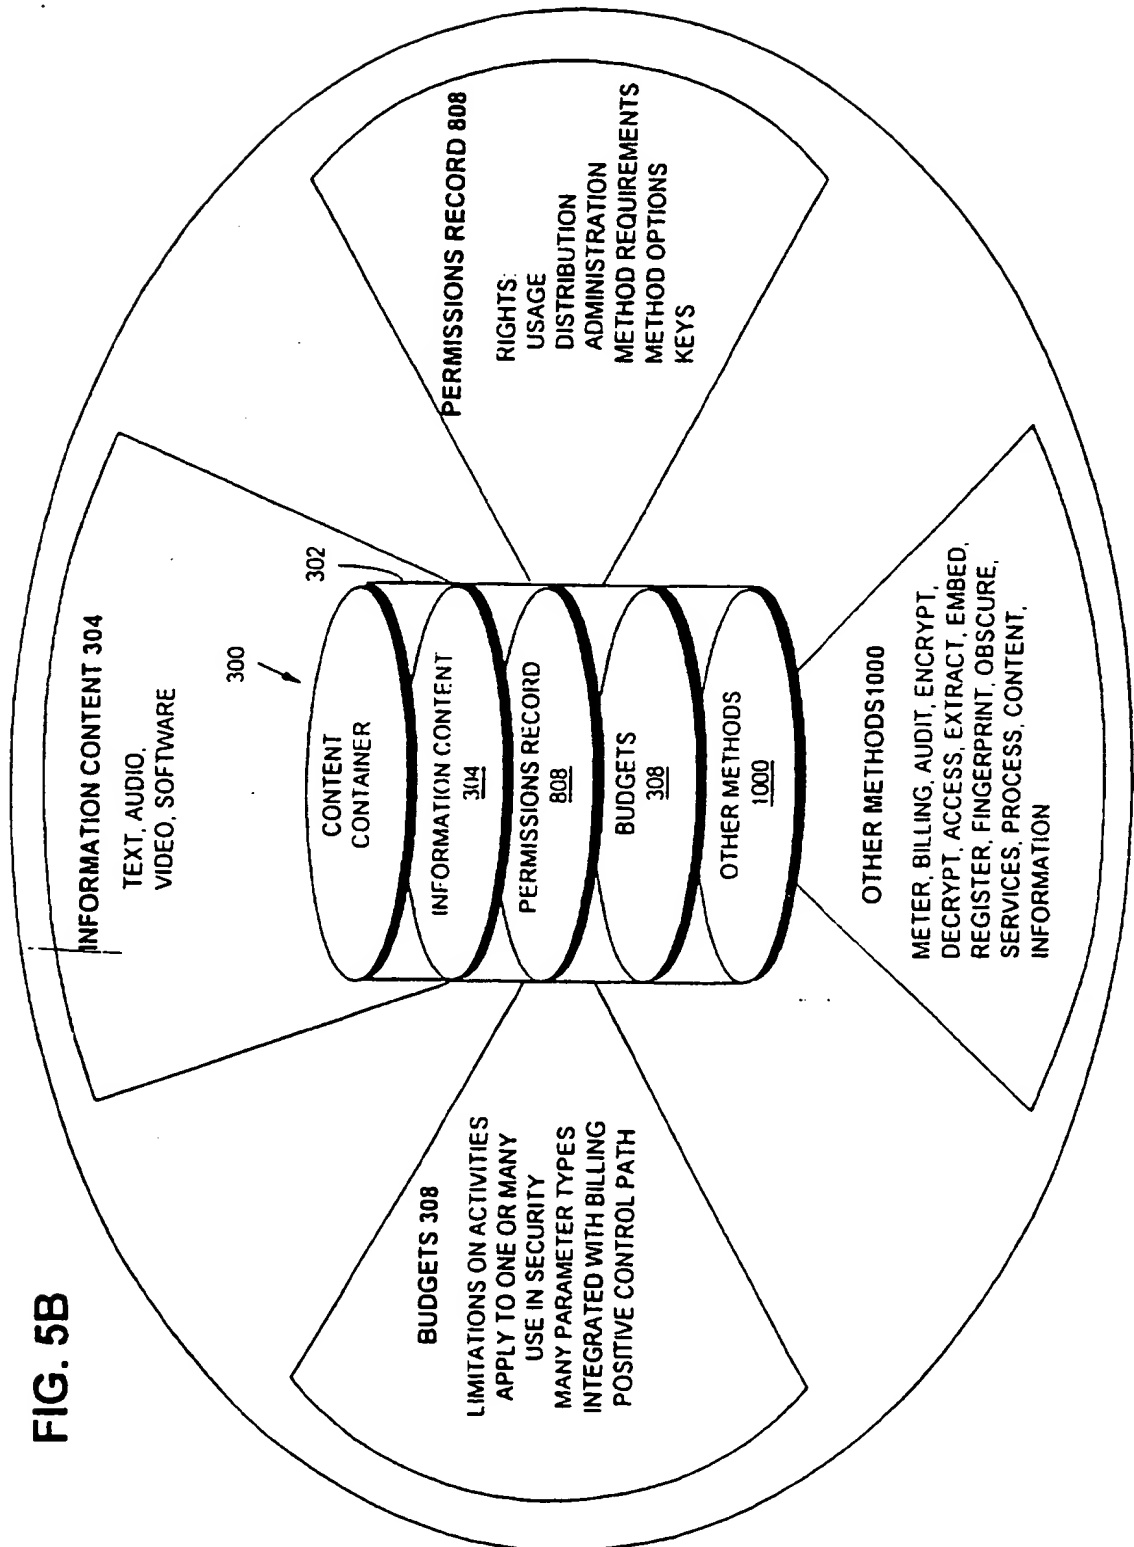 FIG. 5B
INFORMATION CONTENT 304
TEXT, AUDIO,
VIDEO, SOFTWARE
300
302
CONTENT
CONTAINER
INFORMATION CONTENT
304
PERMISSIONS RECORD
808
BUDGETS
308
OTHER METHODS
1000
BUDGETS 308
LIMITATIONS ON ACTIVITIES
APPLY TO ONE OR MANY
USE IN SECURITY
MANY PARAMETER TYPES
INTEGRATED WITH BILLING
POSITIVE CONTROL PATH
PERMISSIONS RECORD 808
RIGHTS:
USAGE
DISTRIBUTION
ADMINISTRATION
METHOD REQUIREMENTS
METHOD OPTIONS
KEYS
OTHER METHODS1000
METER, BILLING, AUDIT, ENCRYPT,
DECRYPT, ACCESS, EXTRACT, EMBED,
REGISTER, FINGERPRINT, OBSCURE,
SERVICES, PROCESS, CONTENT,
INFORMATION